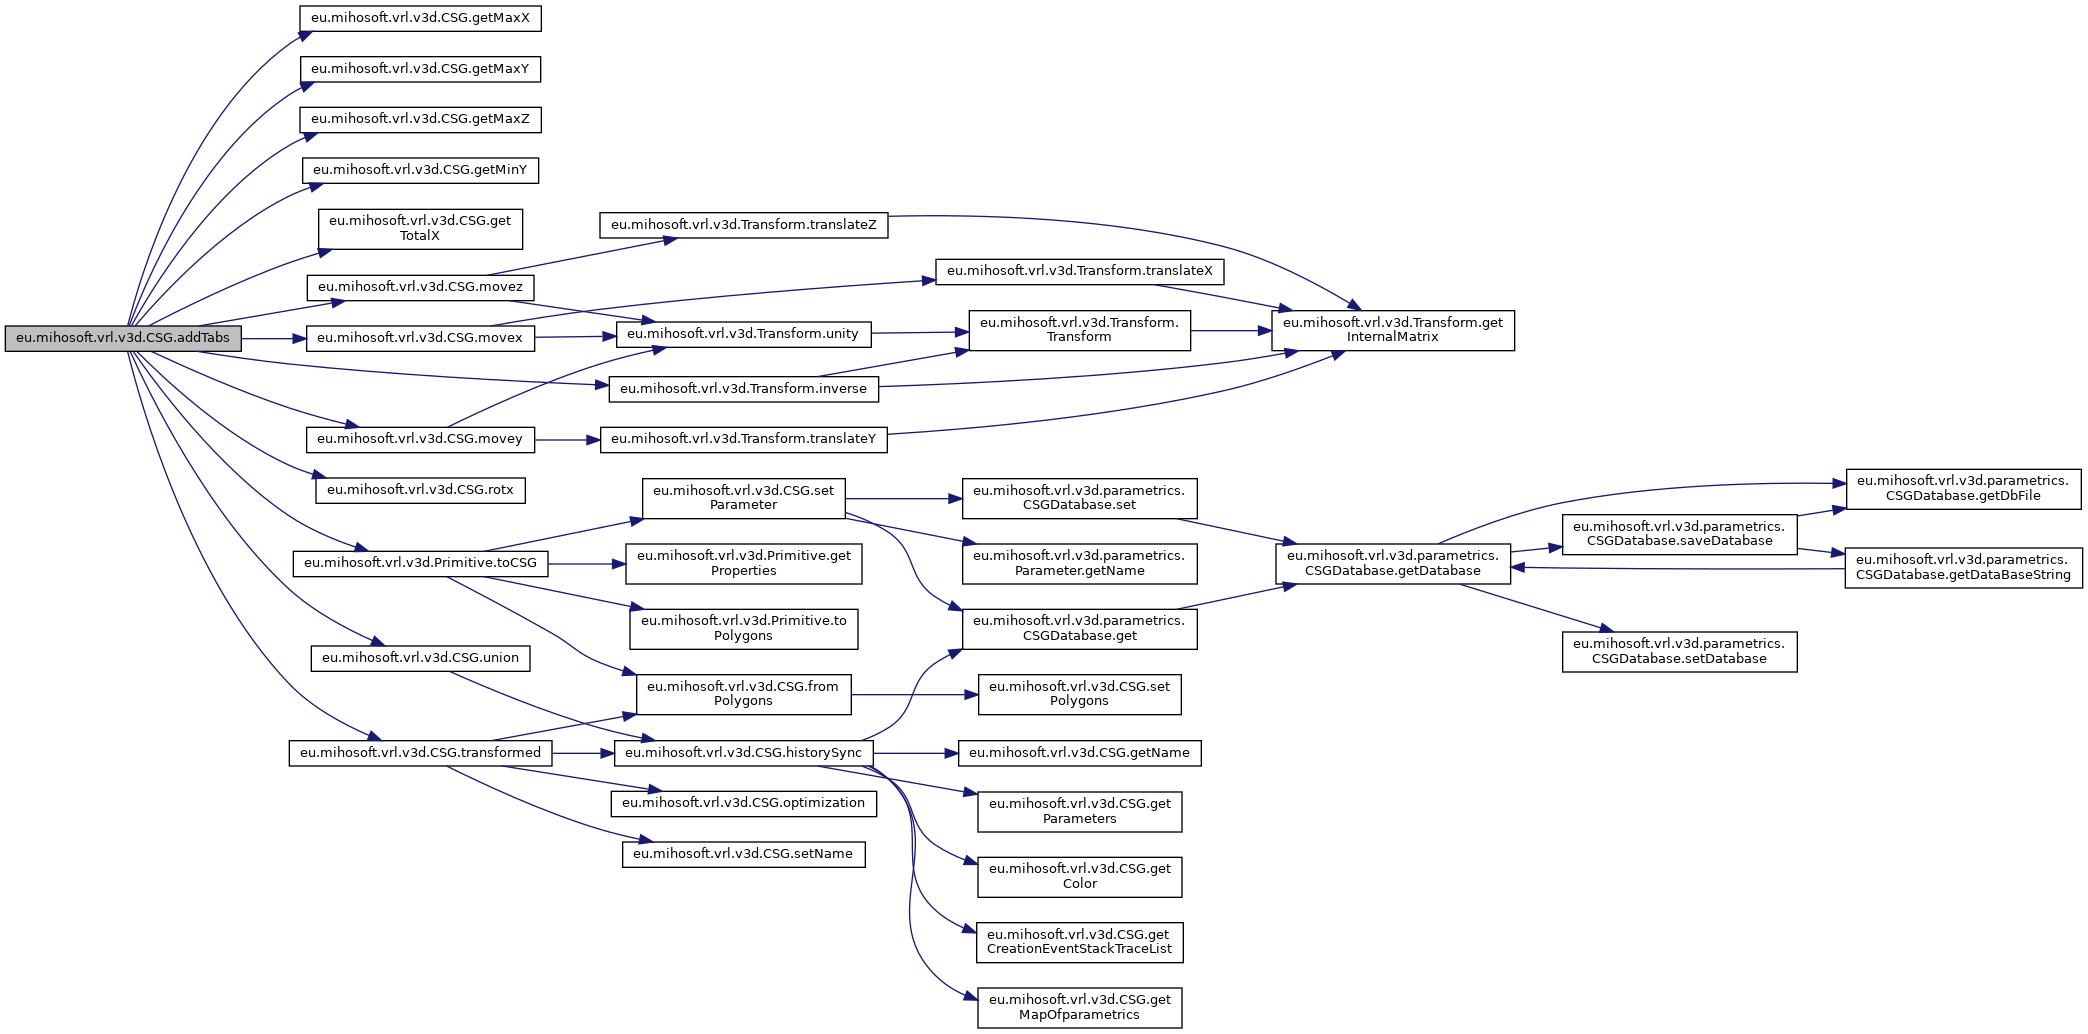 eu.mihosoft.vrl.v3d.CSG.addTabs
eu.mihosoft.vrl.v3d.CSG.getMaxX
eu.mihosoft.vrl.v3d.CSG.getMaxY
eu.mihosoft.vrl.v3d.CSG.getMaxZ
eu.mihosoft.vrl.v3d.CSG.getMinY
eu.mihosoft.vrl.v3d.CSG.get
TotalX
eu.mihosoft.vrl.v3d.CSG.movez
eu.mihosoft.vrl.v3d.CSG.movex
eu.mihosoft.vrl.v3d.CSG.movey
eu.mihosoft.vrl.v3d.CSG.rotx
eu.mihosoft.vrl.v3d.Primitive.toCSG
eu.mihosoft.vrl.v3d.CSG.union
eu.mihosoft.vrl.v3d.CSG.transformed
eu.mihosoft.vrl.v3d.Transform.translateZ
eu.mihosoft.vrl.v3d.Transform.unity
eu.mihosoft.vrl.v3d.Transform.inverse
eu.mihosoft.vrl.v3d.Transform.translateY
eu.mihosoft.vrl.v3d.CSG.set
Parameter
eu.mihosoft.vrl.v3d.Primitive.get
Properties
eu.mihosoft.vrl.v3d.Primitive.to
Polygons
eu.mihosoft.vrl.v3d.CSG.from
Polygons
eu.mihosoft.vrl.v3d.CSG.historySync
eu.mihosoft.vrl.v3d.CSG.optimization
eu.mihosoft.vrl.v3d.CSG.setName
eu.mihosoft.vrl.v3d.Transform.translateX
eu.mihosoft.vrl.v3d.Transform.
Transform
eu.mihosoft.vrl.v3d.parametrics.
CSGDatabase.set
eu.mihosoft.vrl.v3d.parametrics.
Parameter.getName
eu.mihosoft.vrl.v3d.parametrics.
CSGDatabase.get
eu.mihosoft.vrl.v3d.CSG.set
Polygons
eu.mihosoft.vrl.v3d.CSG.getName
eu.mihosoft.vrl.v3d.CSG.get
Parameters
eu.mihosoft.vrl.v3d.CSG.get
Color
eu.mihosoft.vrl.v3d.CSG.get
CreationEventStackTraceList
eu.mihosoft.vrl.v3d.CSG.get
MapOfparametrics
eu.mihosoft.vrl.v3d.Transform.get
InternalMatrix
eu.mihosoft.vrl.v3d.parametrics.
CSGDatabase.getDatabase
eu.mihosoft.vrl.v3d.parametrics.
CSGDatabase.saveDatabase
eu.mihosoft.vrl.v3d.parametrics.
CSGDatabase.setDatabase
eu.mihosoft.vrl.v3d.parametrics.
CSGDatabase.getDbFile
eu.mihosoft.vrl.v3d.parametrics.
CSGDatabase.getDataBaseString